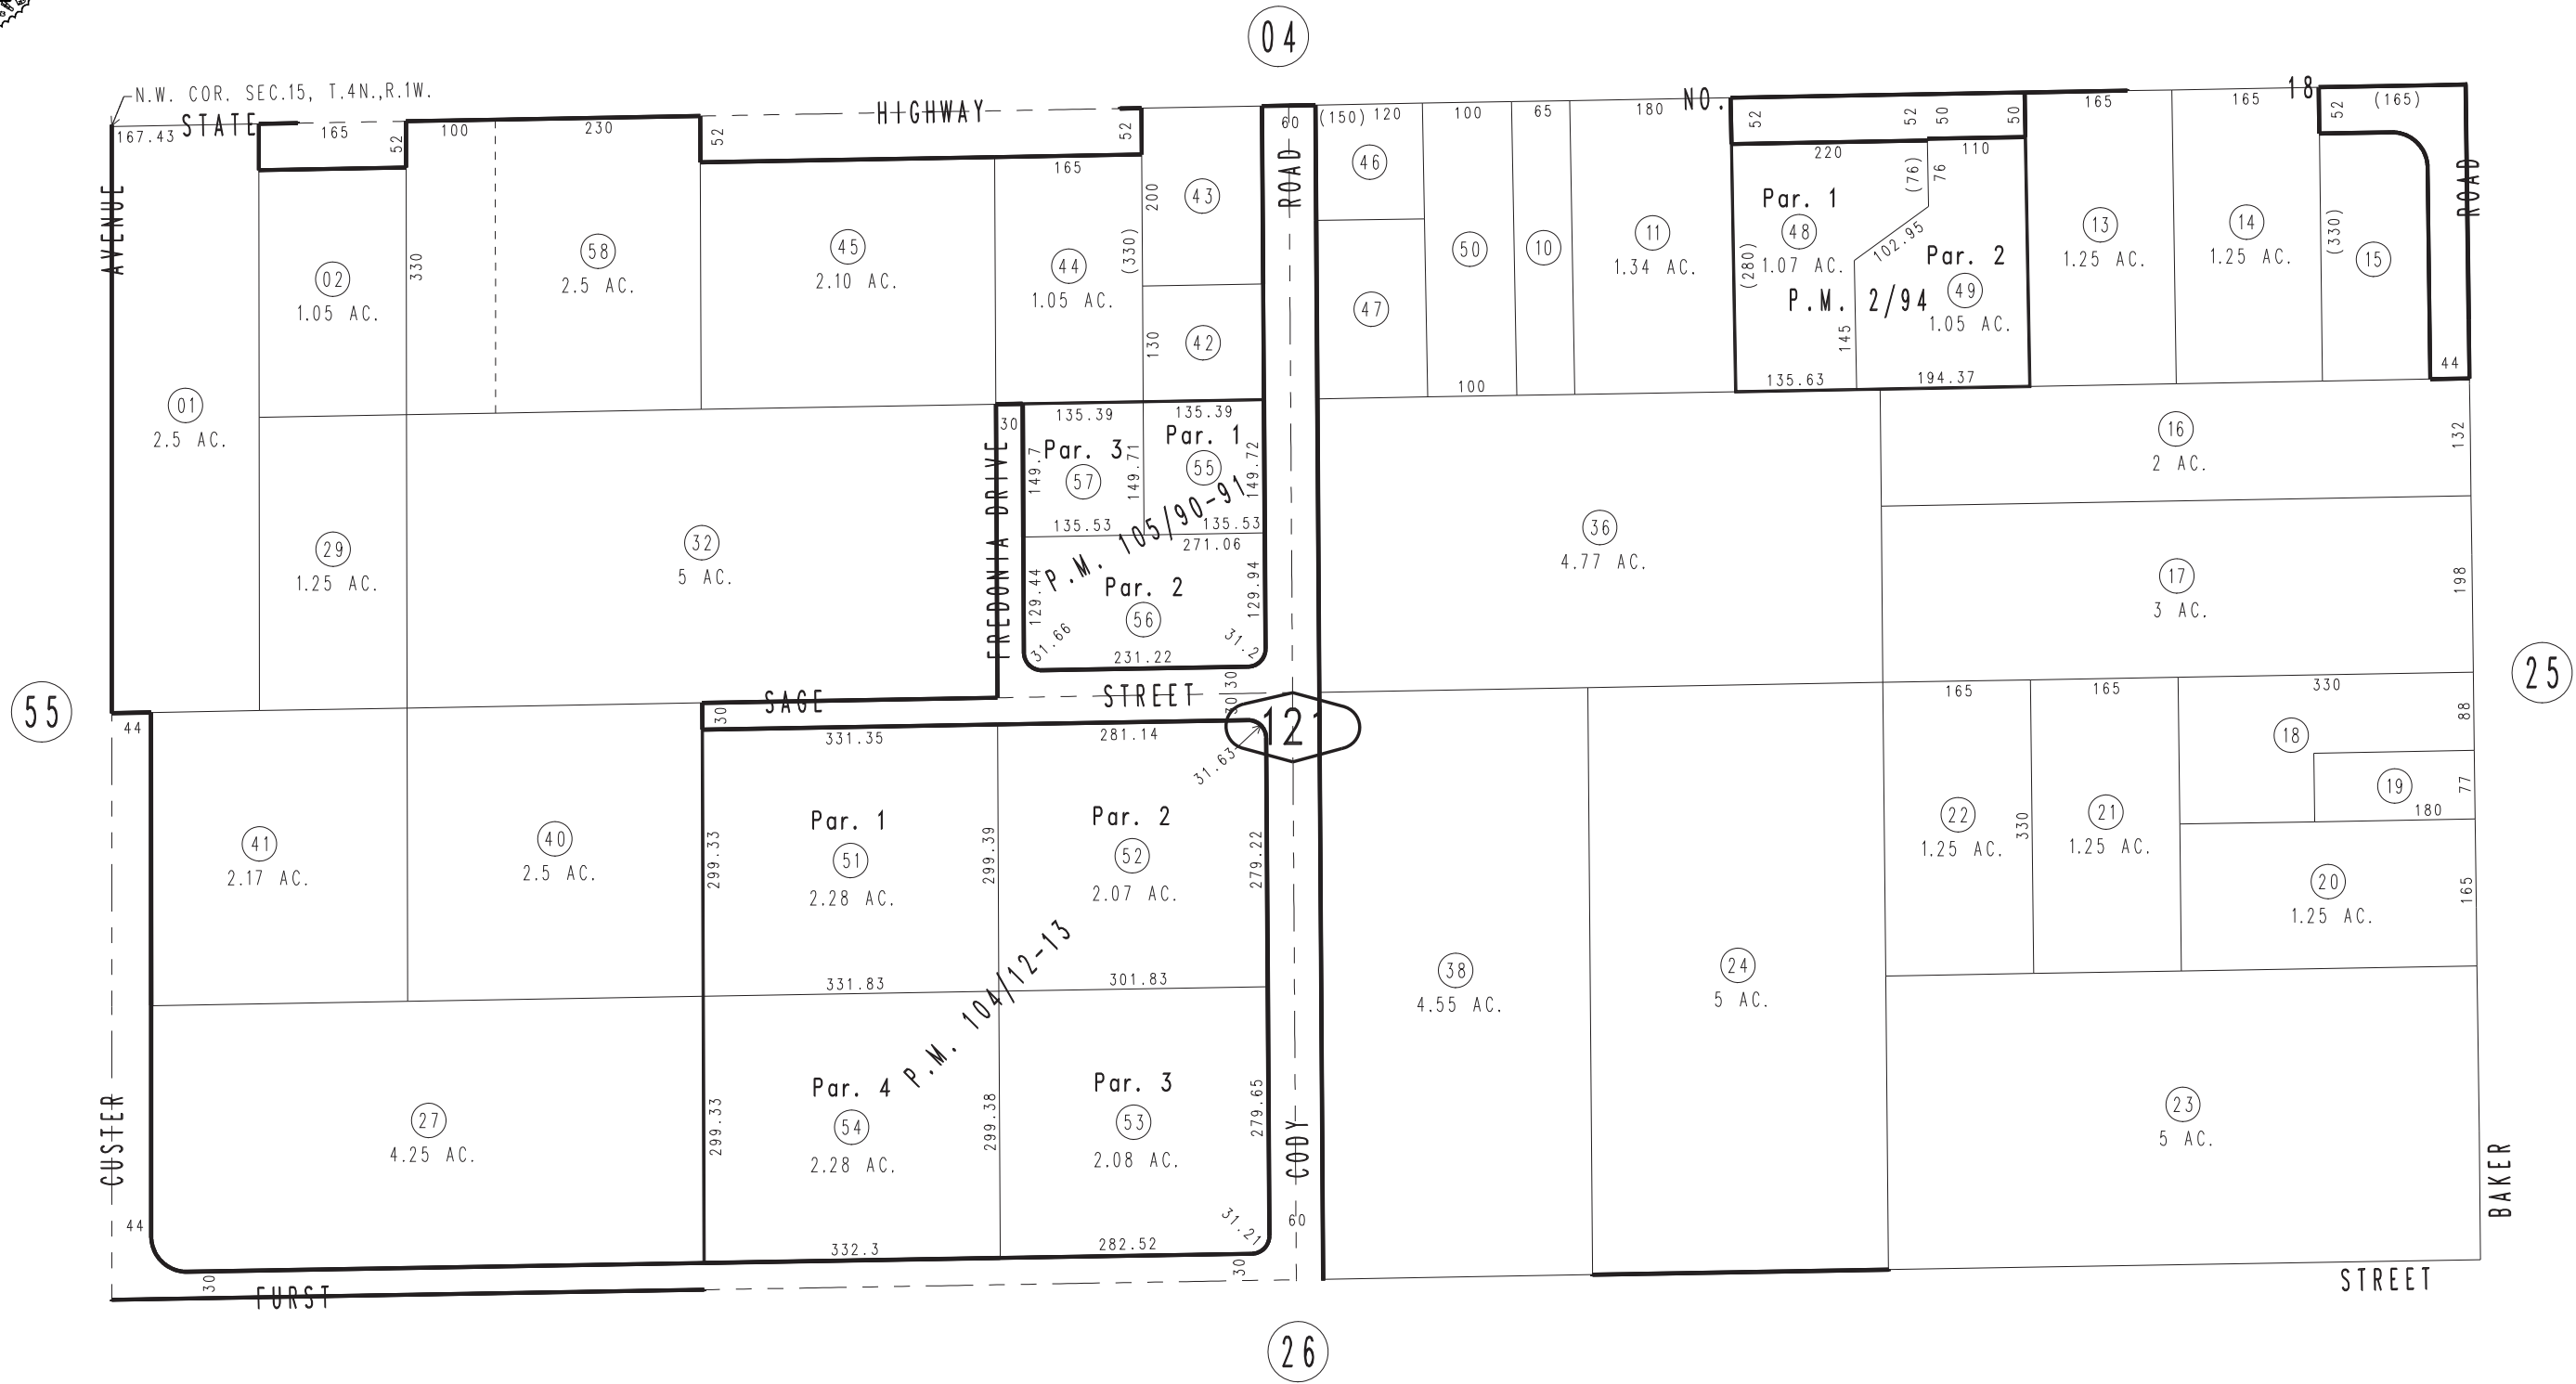 04
N.W. COR. SEC.15, T.4N.,R.1W.
STATE HIGHWAY NO. 18
167.43
165
52
100
230
52
52
60
(150) 120
100
65
180
52
52
50
50
165
165
52
(165)
AVENUE
ROAD
ROAD
165
220
110
(76)
76
01
2.5 AC.
02
1.05 AC.
330
58
2.5 AC.
45
2.10 AC.
44
1.05 AC.
200
(330)
43
130
42
46
47
50
10
11
1.34 AC.
100
Par. 1
48
1.07 AC.
(280)
102.95
Par. 2
49
1.05 AC.
P.M. 2/94
145
135.63
194.37
13
1.25 AC.
14
1.25 AC.
(330)
15
44
29
1.25 AC.
32
5 AC.
FREDONIA DRIVE
30
135.39
135.39
Par. 3
57
Par. 1
55
149.7
149.71
149.72
135.53
135.53
271.06
P.M. 105/90-91
Par. 2
56
129.44
129.94
31.66
31.2
231.22
36
4.77 AC.
16
2 AC.
132
17
3 AC.
198
55
25
44
SAGE STREET
30
30
30
121
331.35
281.14
31.63
41
2.17 AC.
40
2.5 AC.
Par. 1
51
2.28 AC.
299.33
299.39
Par. 2
52
2.07 AC.
279.22
331.83
301.83
P.M. 104/12-13
27
4.25 AC.
Par. 4
54
2.28 AC.
299.33
299.38
Par. 3
53
2.08 AC.
279.65
31.21
332.3
282.52
38
4.55 AC.
24
5 AC.
165
165
330
22
1.25 AC.
330
21
1.25 AC.
18
88
19
77
180
20
1.25 AC.
165
23
5 AC.
CUSTER
44
CODY
60
BAKER
30
30
FURST STREET
26